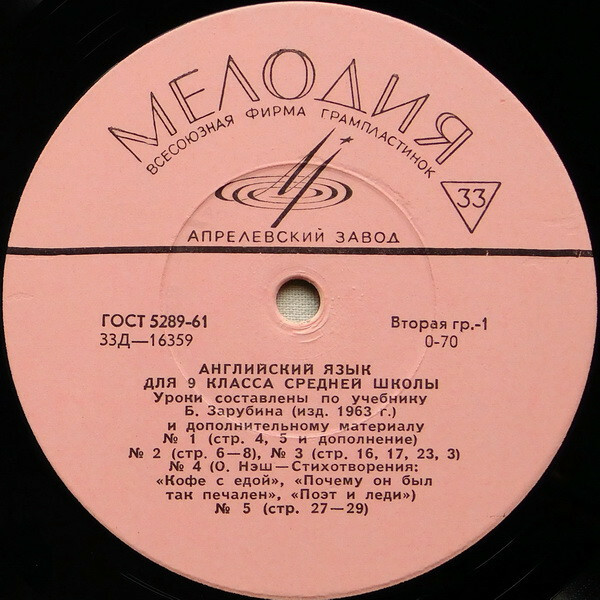 МЕЛОДИЯ
ВСЕСОЮЗНАЯ ФИРМА ГРАМПЛАСТИНОК
33
АПРЕЛЕВСКИЙ ЗАВОД
ГОСТ 5289-61
Вторая гр.-1
33Д—16359
0-70
АНГЛИЙСКИЙ ЯЗЫК
ДЛЯ 9 КЛАССА СРЕДНЕЙ ШКОЛЫ
Уроки составлены по учебнику
Б. Зарубина (изд. 1963 г.)
и дополнительному материалу
№ 1 (стр. 4, 5 и дополнение)
№ 2 (стр. 6—8), № 3 (стр. 16, 17, 23, 3)
№ 4 (О. Нэш—Стихотворения:
«Кофе с едой», «Почему он был
так печален», «Поэт и леди»)
№ 5 (стр. 27—29)